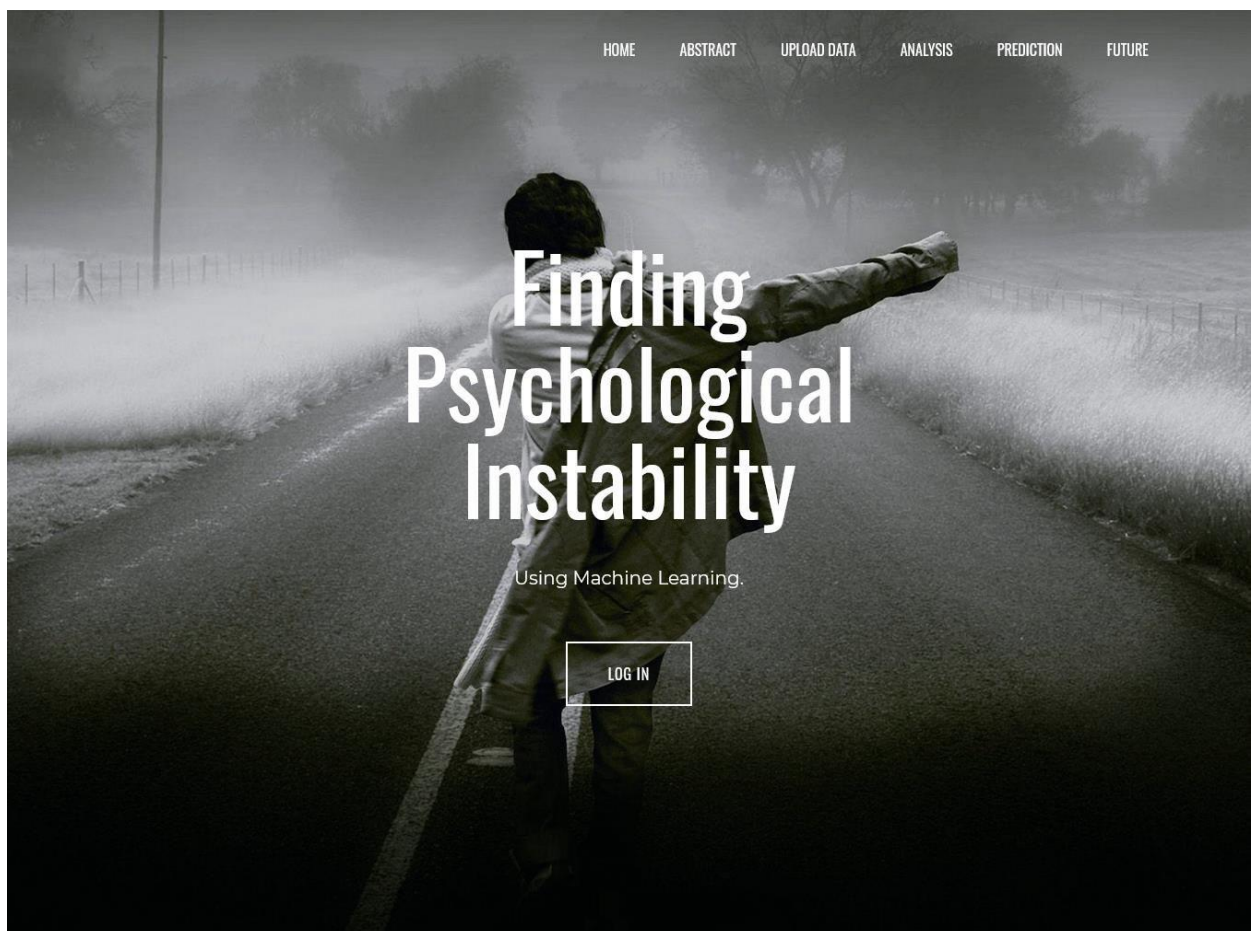 HOME ABSTRACT UPLOAD DATA ANALYSIS PREDICTION FUTURE
Finding
Psychological
Instability
Using Machine Learning.
LOG IN